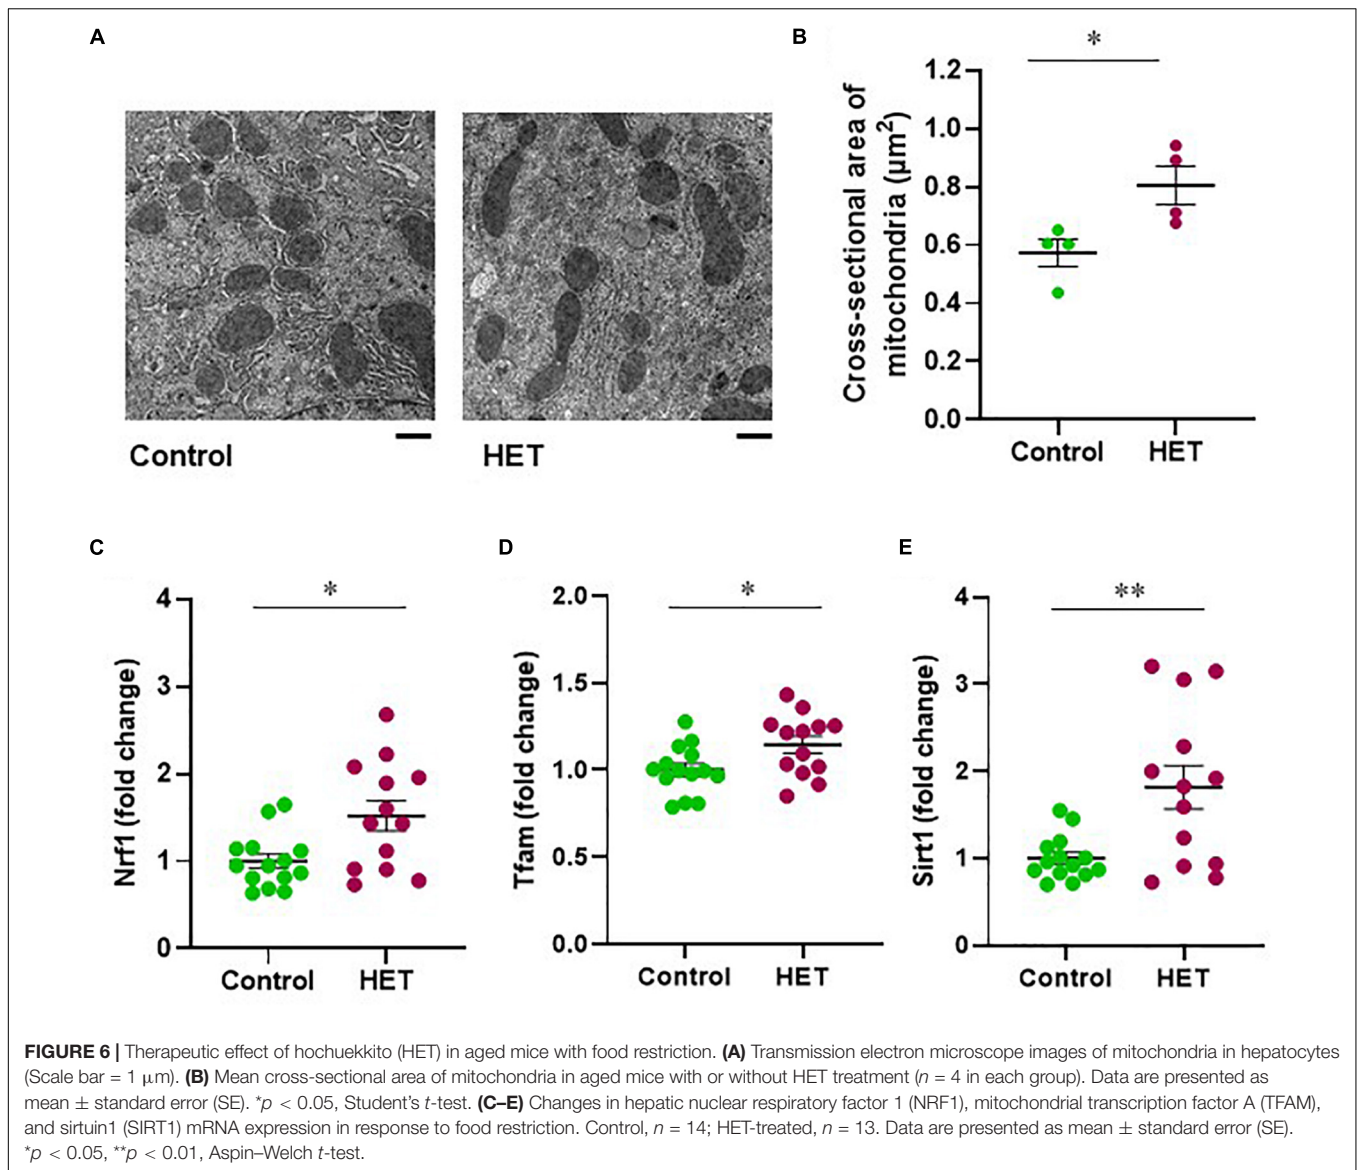 A
B
Control
HET
*
Cross-sectional area of
mitochondria (µm²)
1.2
1.0
0.8
0.6
0.4
0.2
0.0
Control
HET
C
D
E
*
Nrf1 (fold change)
4
3
2
1
0
Control
HET
*
Tfam (fold change)
2.0
1.5
1.0
0.5
0.0
Control
HET
**
Sirt1 (fold change)
4
3
2
1
0
Control
HET
FIGURE 6 | Therapeutic effect of hochuekkito (HET) in aged mice with food restriction. (A) Transmission electron microscope images of mitochondria in hepatocytes
(Scale bar = 1 µm). (B) Mean cross-sectional area of mitochondria in aged mice with or without HET treatment (n = 4 in each group). Data are presented as
mean ± standard error (SE). *p < 0.05, Student's t-test. (C–E) Changes in hepatic nuclear respiratory factor 1 (NRF1), mitochondrial transcription factor A (TFAM),
and sirtuin1 (SIRT1) mRNA expression in response to food restriction. Control, n = 14; HET-treated, n = 13. Data are presented as mean ± standard error (SE).
*p < 0.05, **p < 0.01, Aspin–Welch t-test.